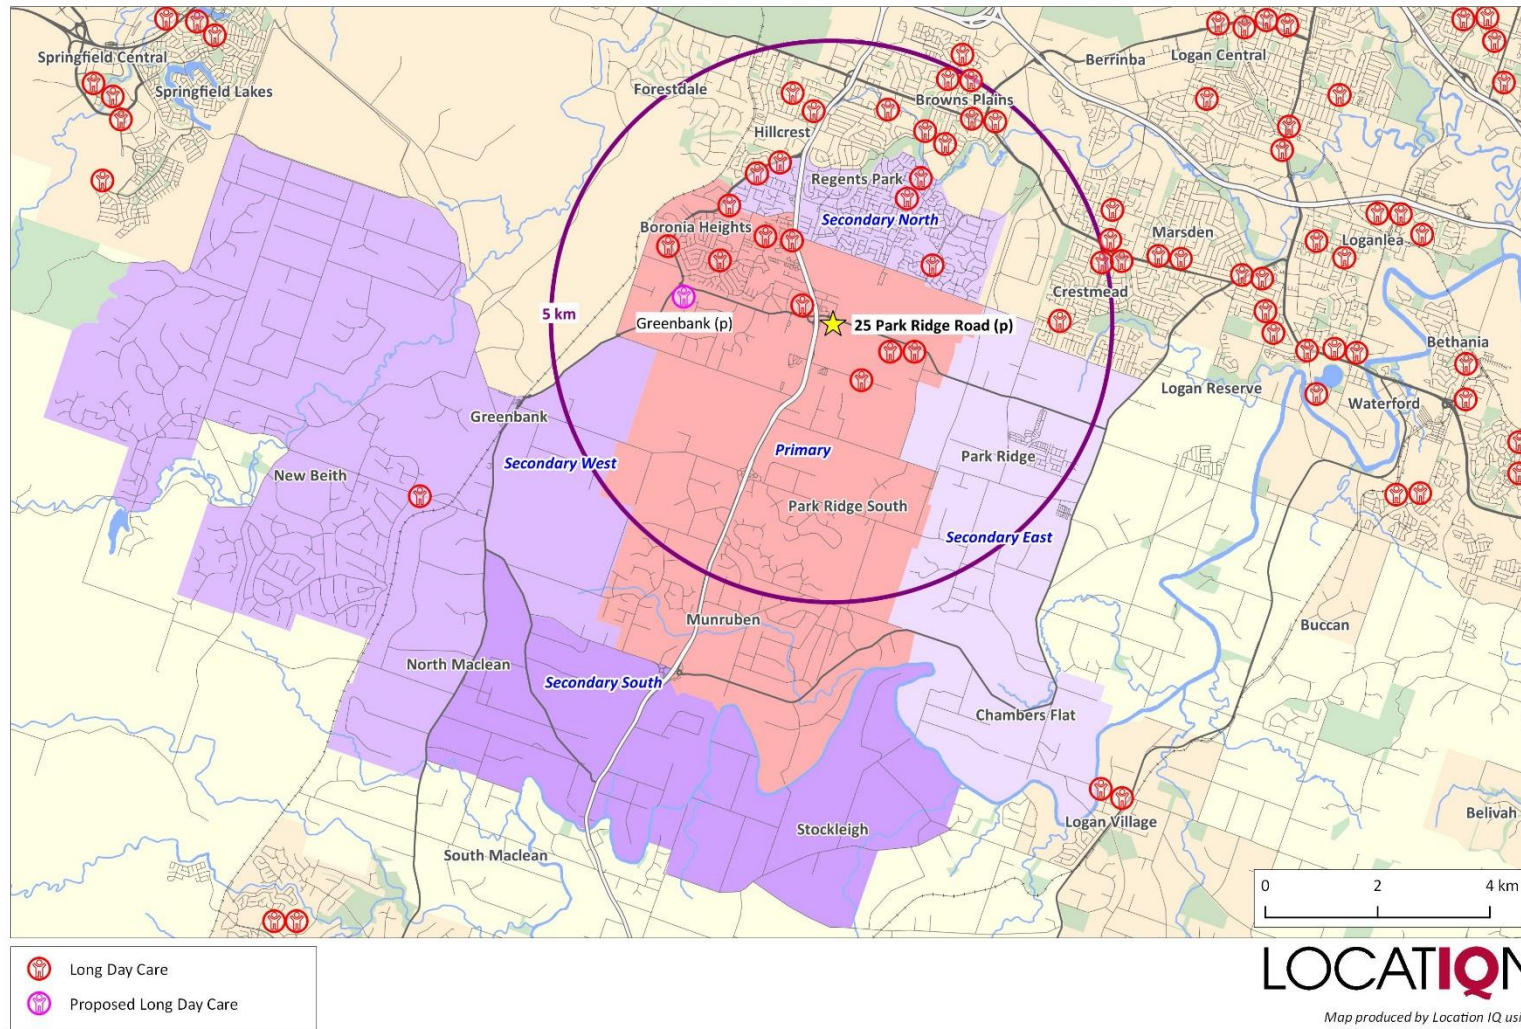 Springfield Central
Springfield Lakes
Forestdale
Berrinba
Logan Central
Browns Plains
Hillcrest
Regents Park
Secondary North
Boronia Heights
Marsden
Loganlea
Crestmead
5 km
Greenbank (p)
25 Park Ridge Road (p)
Bethania
Logan Reserve
Waterford
Greenbank
Secondary West
Primary
Park Ridge
New Beith
Park Ridge South
Secondary East
Munruben
Buccan
North Maclean
Secondary South
Chambers Flat
Stockleigh
Logan Village
Belivah
South Maclean
0 2 4 km
Long Day Care
Proposed Long Day Care
LOCATIQN
Map produced by Location IQ usi